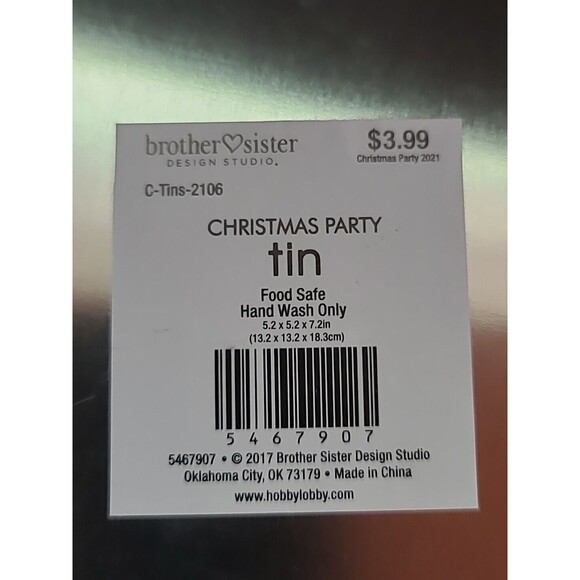 brother♡sister
DESIGN STUDIO®
$3.99
Christmas Party 2021
C-Tins-2106
CHRISTMAS PARTY
tin
Food Safe
Hand Wash Only
5.2 x 5.2 x 7.2in
(13.2 x 13.2 x 18.3cm)
5467907
5467907 • © 2017 Brother Sister Design Studio
Oklahoma City, OK 73179 • Made in China
www.hobbylobby.com